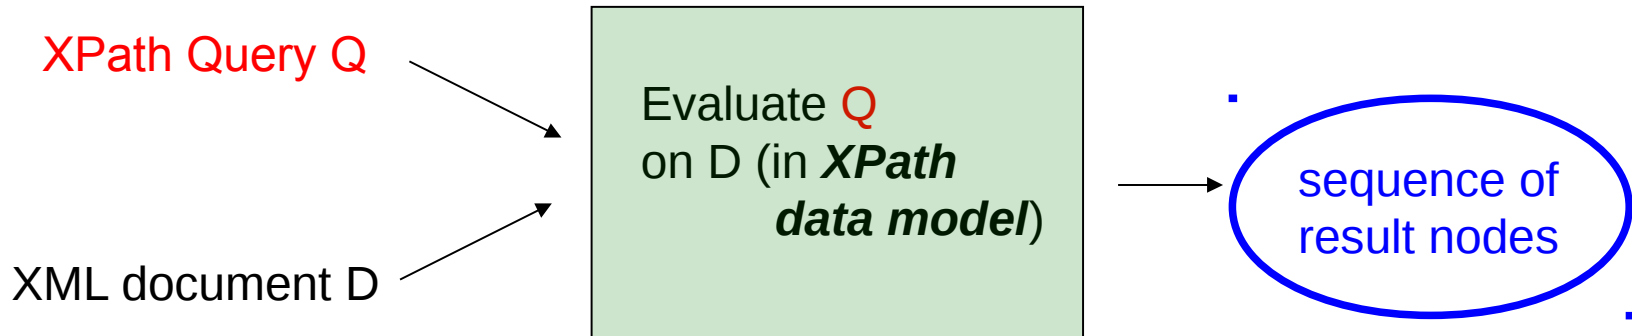 XPath Query Q
XML document D
Evaluate Q
on D (in XPath
data model)
sequence of
result nodes